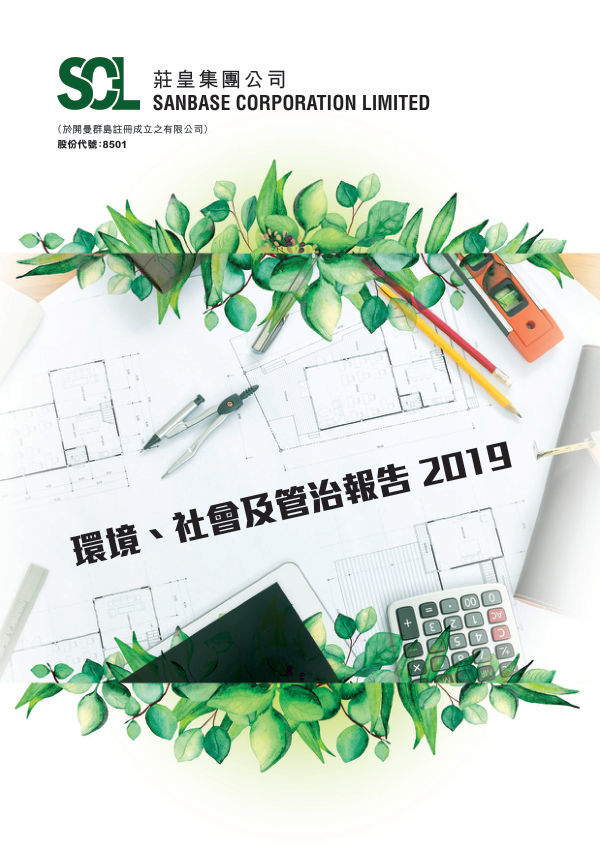 SCL
莊皇集團公司
SANBASE CORPORATION LIMITED
（於開曼群島註冊成立之有限公司）
股份代號：8501
環境、社會及管治報告 2019